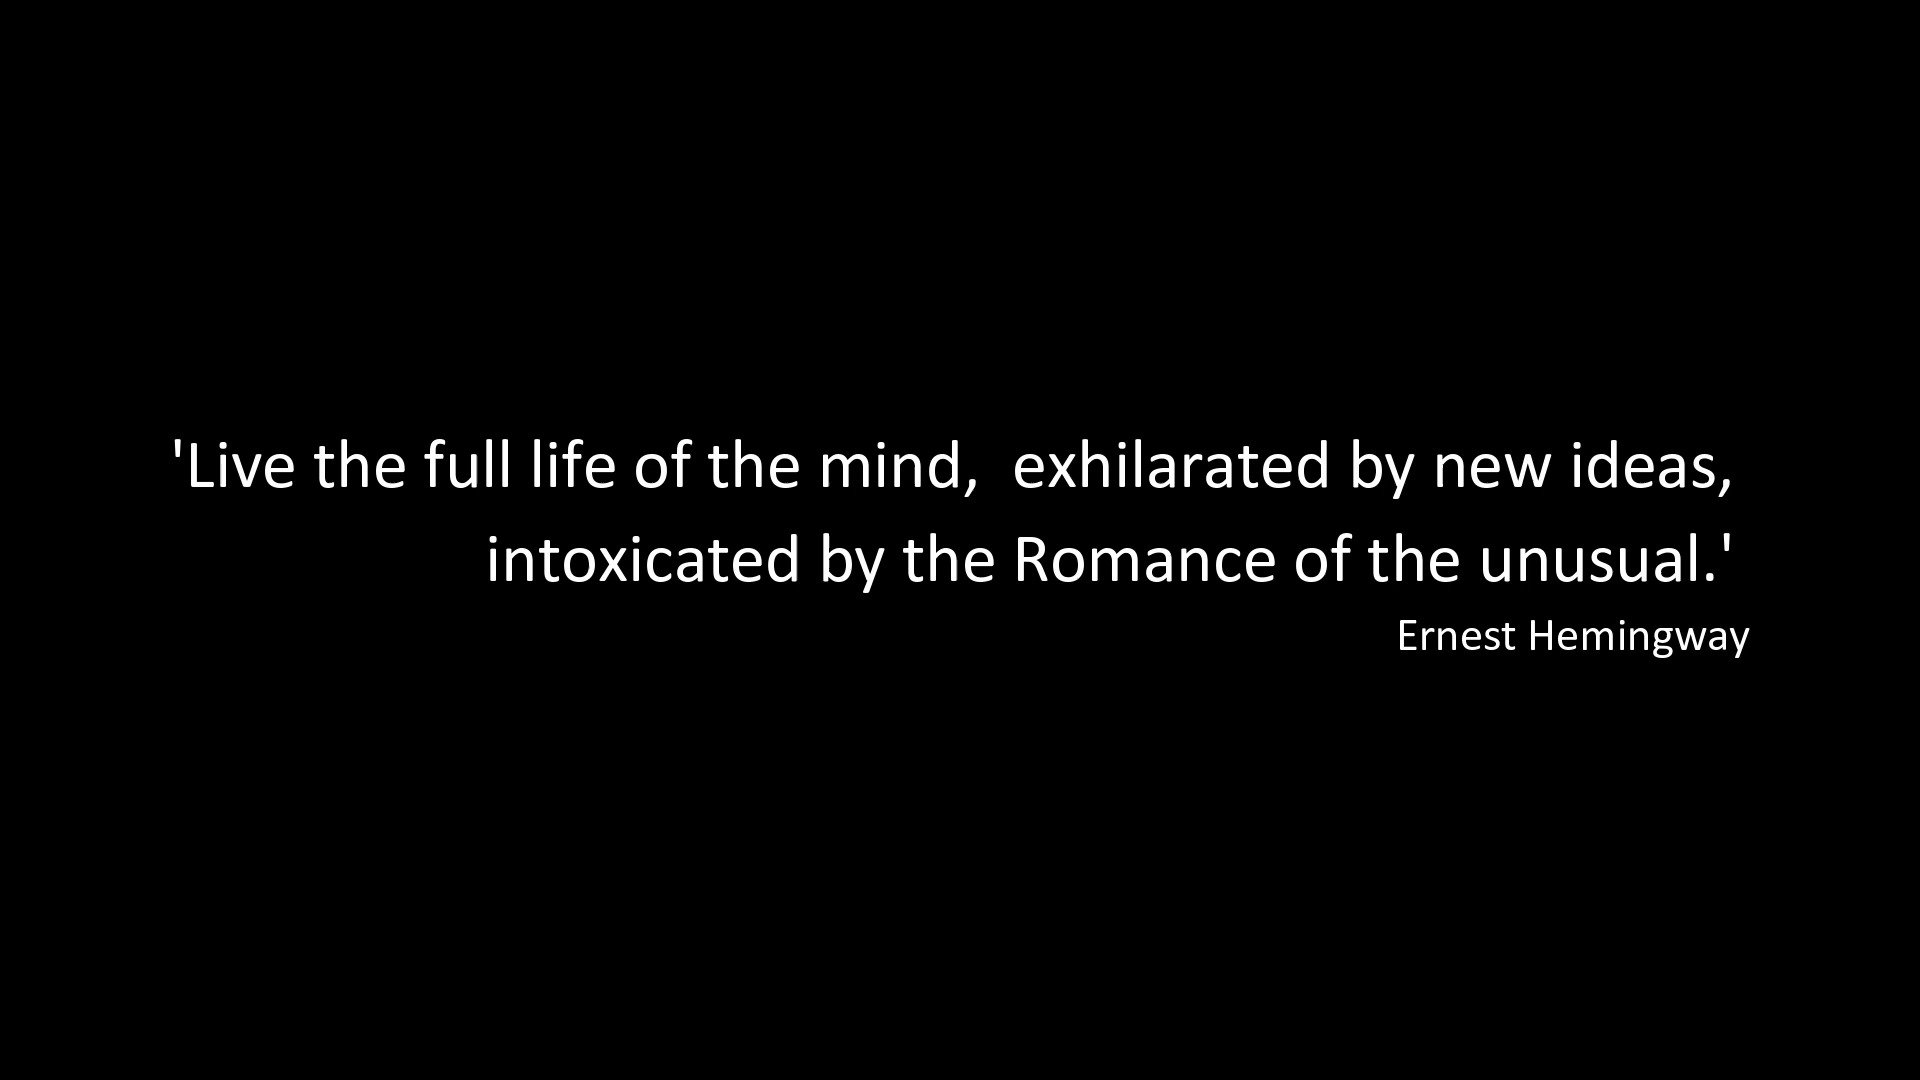 'Live the full life of the mind,  exhilarated by new ideas,
intoxicated by the Romance of the unusual.'
Ernest Hemingway